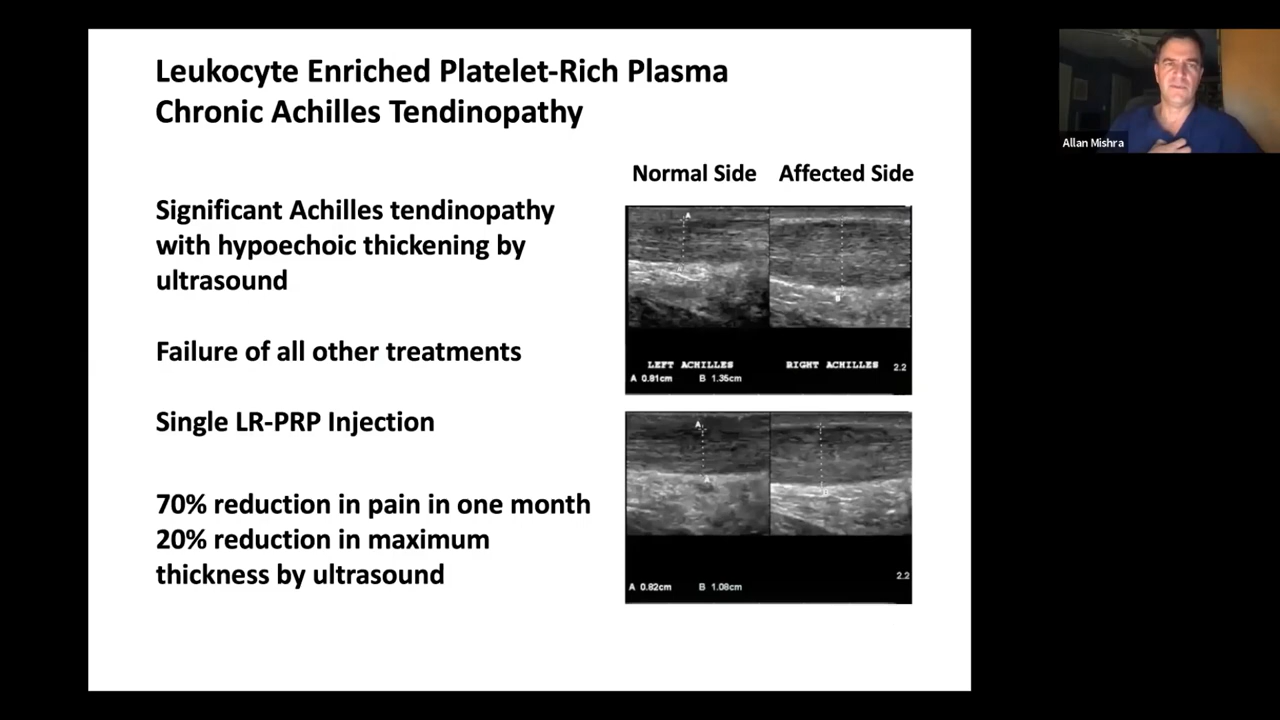 Leukocyte Enriched Platelet-Rich Plasma
Chronic Achilles Tendinopathy
Allan Mishra
Normal Side Affected Side
Significant Achilles tendinopathy
with hypoechoic thickening by
ultrasound
Failure of all other treatments
Single LR-PRP Injection
70% reduction in pain in one month
20% reduction in maximum
thickness by ultrasound
A
B
LEFT ACHILLES RIGHT ACHILLES 2.2
A 0.81cm B 1.35cm
A
2.2
A 0.82cm B 1.08cm